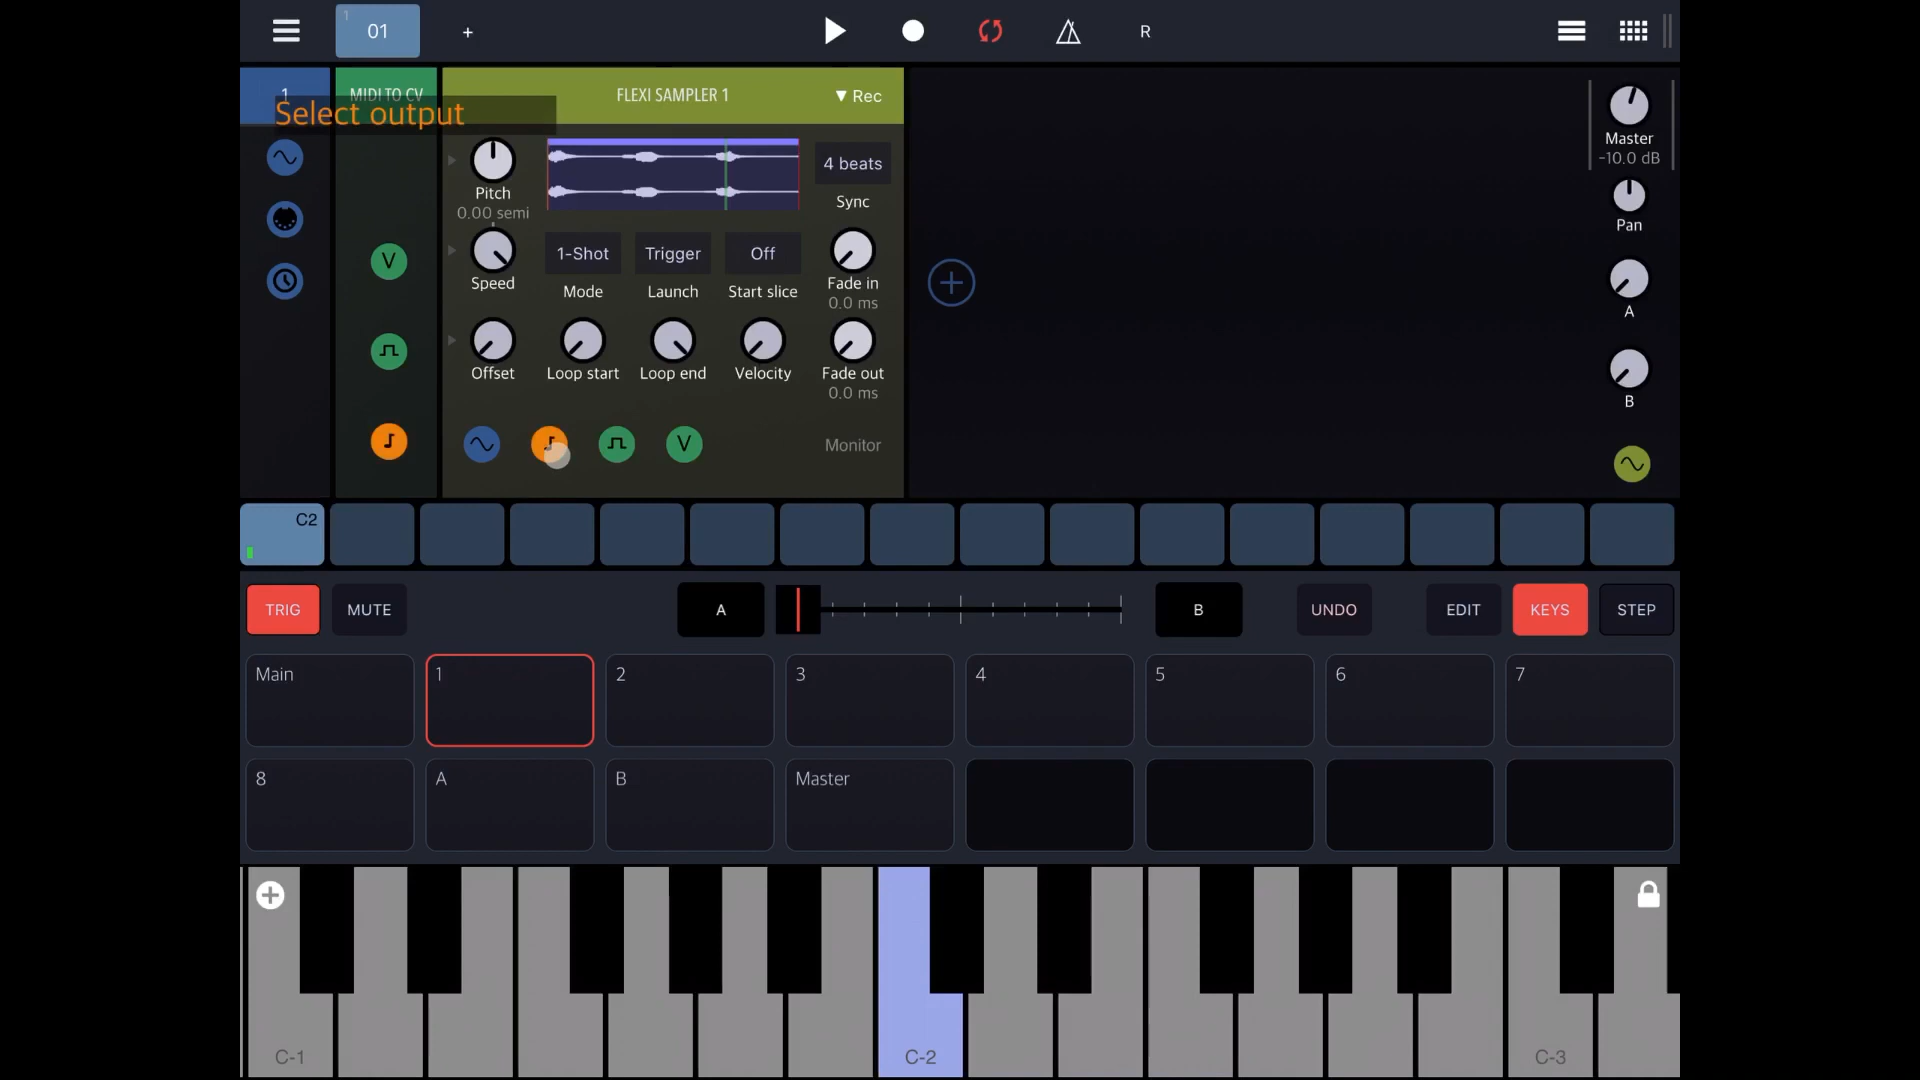 1
01
+
R
1
MIDI TO CV
FLEXI SAMPLER 1
▼ Rec
Select output
Pitch
0.00 semi
4 beats
Sync
Master
-10.0 dB
Pan
Speed
1-Shot
Mode
Trigger
Launch
Off
Start slice
Fade in
0.0 ms
A
V
Offset
Loop start
Loop end
Velocity
Fade out
0.0 ms
B
V
Monitor
C2
TRIG
MUTE
A
B
UNDO
EDIT
KEYS
STEP
Main
1
2
3
4
5
6
7
8
A
B
Master
C-1
C-2
C-3